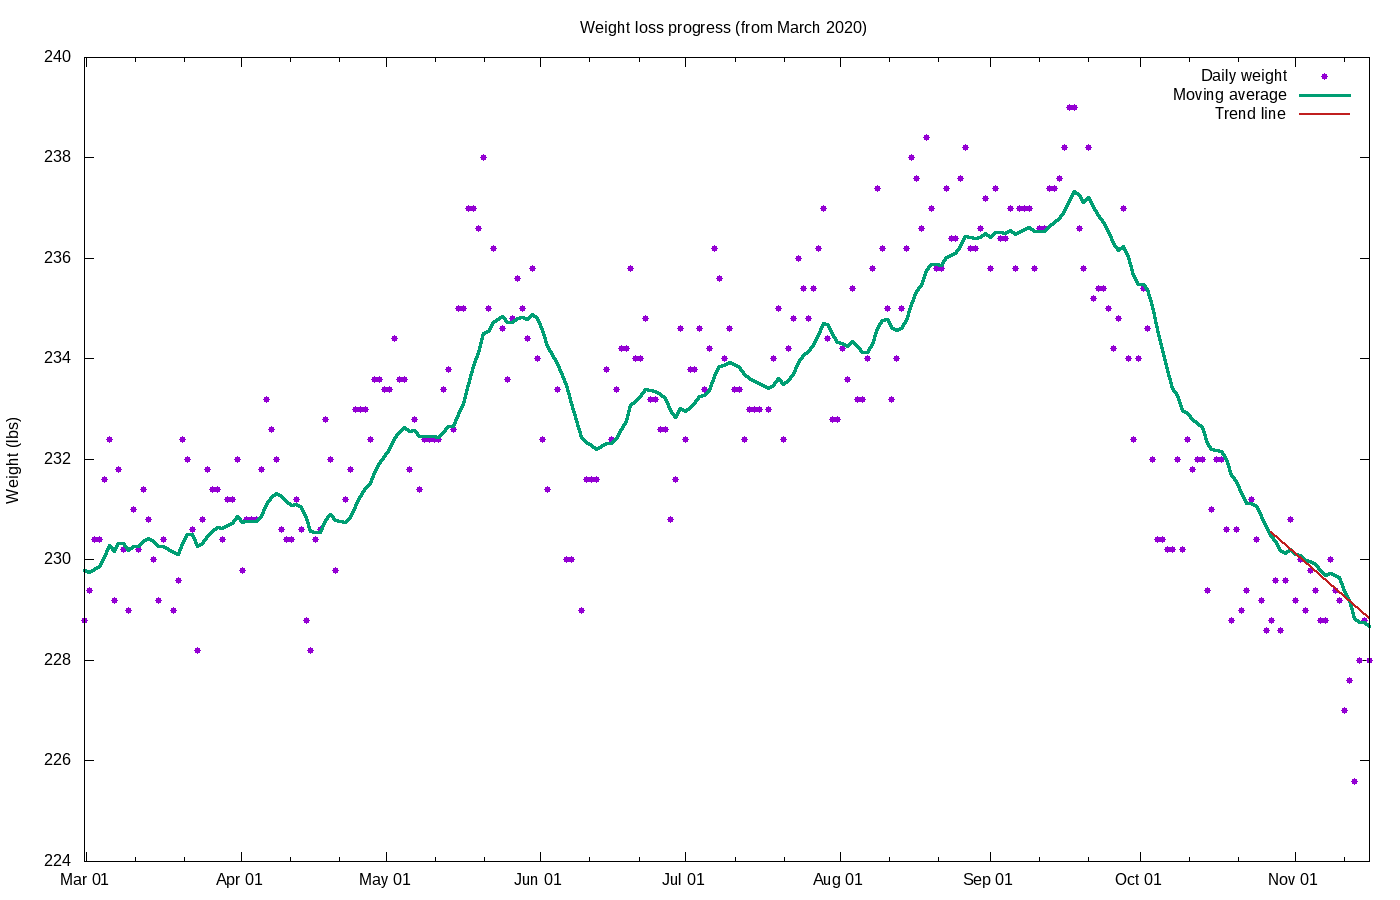 Weight loss progress (from March 2020)
Daily weight
Moving average
Trend line
Weight (lbs)
240
238
236
234
232
230
228
226
224
Mar 01 Apr 01 May 01 Jun 01 Jul 01 Aug 01 Sep 01 Oct 01 Nov 01